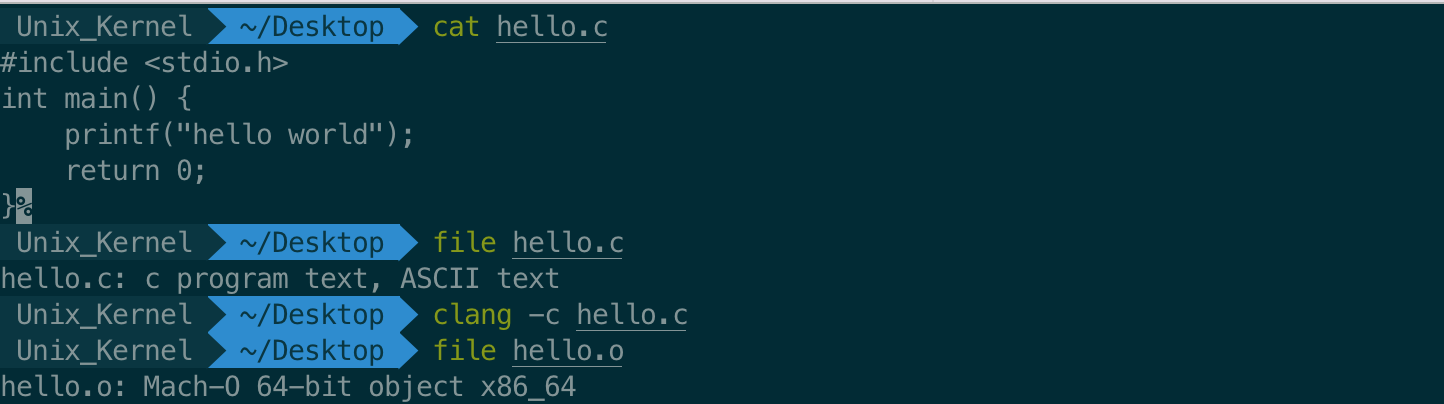 Unix_Kernel ~/Desktop cat hello.c
#include <stdio.h>
int main() {
    printf("hello world");
    return 0;
}%
Unix_Kernel ~/Desktop file hello.c
hello.c: c program text, ASCII text
Unix_Kernel ~/Desktop clang -c hello.c
Unix_Kernel ~/Desktop file hello.o
hello.o: Mach-O 64-bit object x86_64